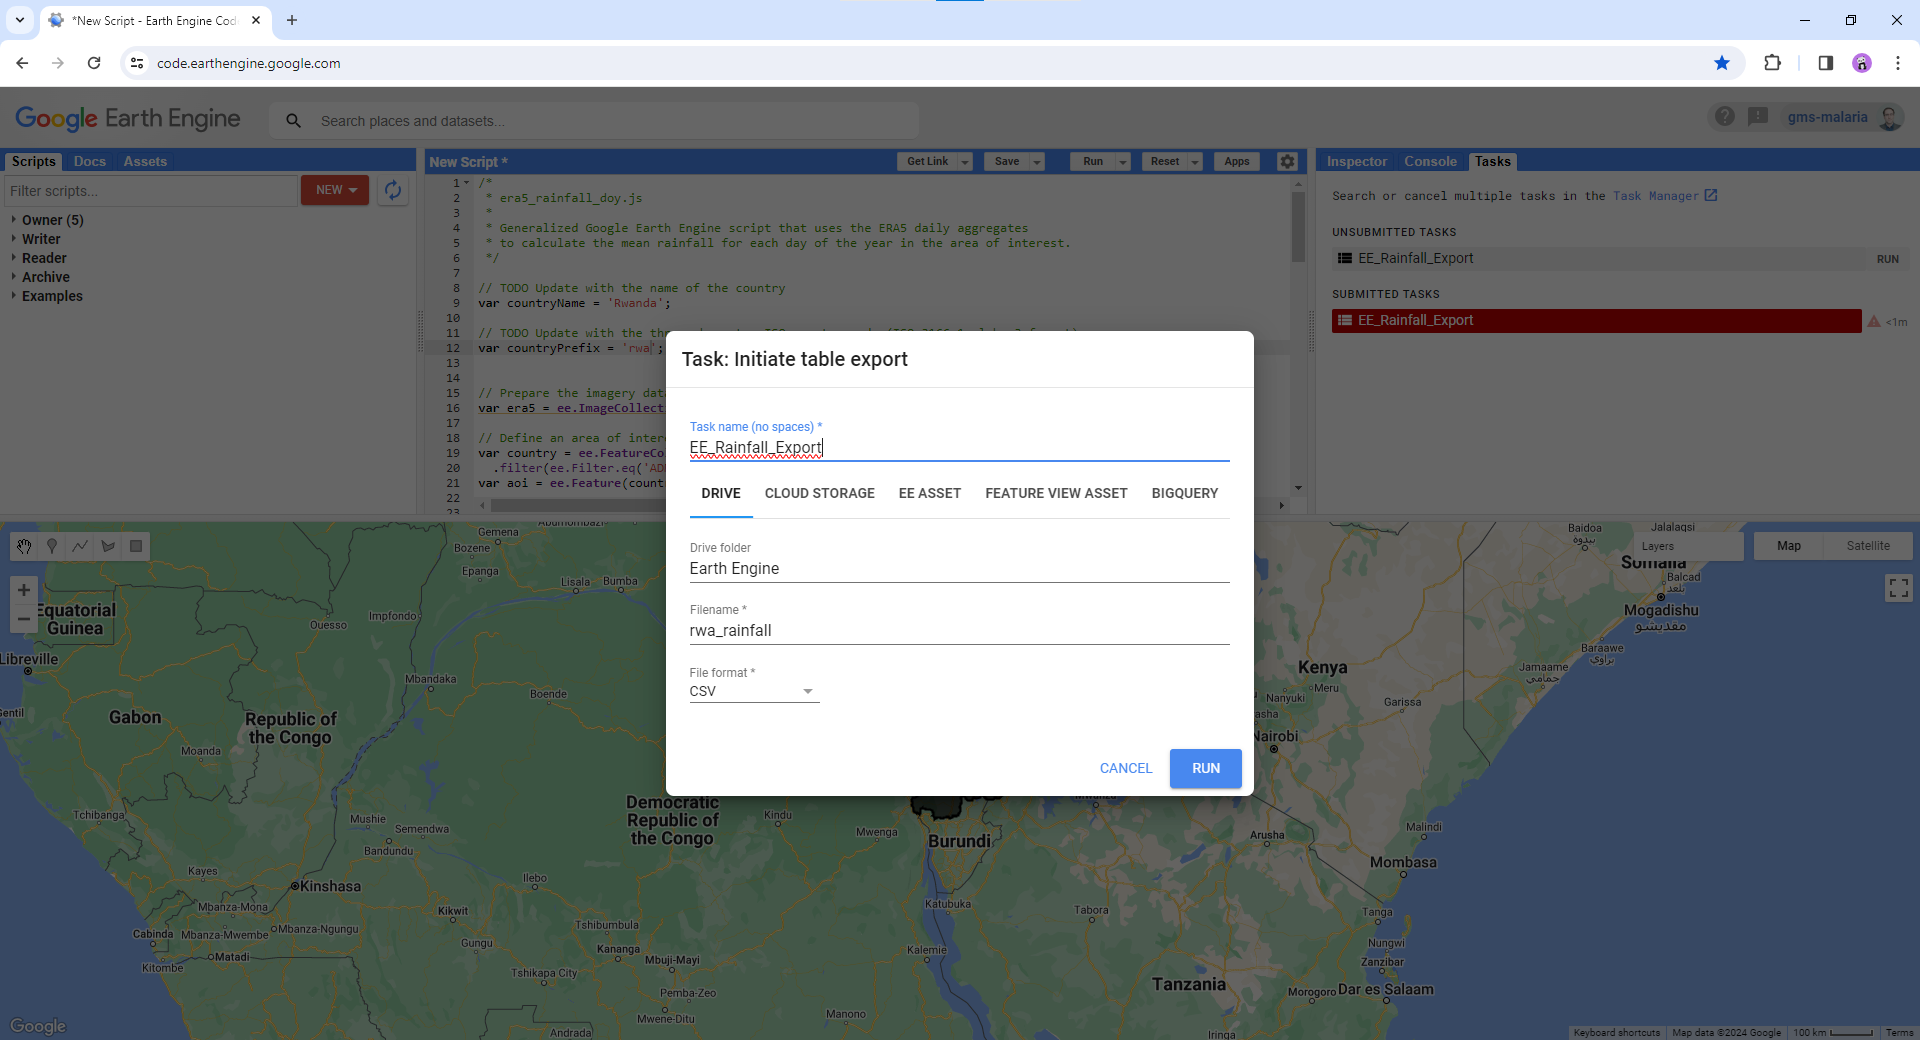 *New Script - Earth Engine Cod
code.earthengine.google.com
Google Earth Engine
Search places and datasets...
gms-malaria
Scripts Docs Assets
New Script *
Get Link Save Run Reset Apps
Inspector Console Tasks
Filter scripts...
NEW
Owner (5)
Writer
Reader
Archive
Examples
1 /*
2 * era5_rainfall_doy.js
3 *
4 * Generalized Google Earth Engine script that uses the ERA5 daily aggregates
5 * to calculate the mean rainfall for each day of the year in the area of interest.
6 */
7
8 // TODO Update with the name of the country
9 var countryName = 'Rwanda';
10
11 // TODO Update with the
12 var countryPrefix = 'rwa';
13
14
15 // Prepare the imagery dat
16 var era5 = ee.ImageCollect
17
18 // Define an area of inter
19 var country = ee.FeatureCo
20 .filter(ee.Filter.eq('AD
21 var aoi = ee.Feature(count
22
23
Search or cancel multiple tasks in the Task Manager
UNSUBMITTED TASKS
EE_Rainfall_Export RUN
SUBMITTED TASKS
EE_Rainfall_Export <1m
Task: Initiate table export
Task name (no spaces) *
EE_Rainfall_Export
DRIVE CLOUD STORAGE EE ASSET FEATURE VIEW ASSET BIGQUERY
Drive folder
Earth Engine
Filename *
rwa_rainfall
File format *
CSV
CANCEL RUN
Layers
Map Satellite
Abumombazi
Gemena
Bozene
Epanga
Lisala Bumba
Equatorial
Guinea
Impfondo
Ouesso
Libreville
Mbandaka
Gentil
Boende
Gabon
Republic of
the Congo
Moanda
Tchibanga
Mushie
Semendwa
Bandundu
Democratic
Republic of
the Congo
Kindu
Mwenga
Burundi
Kayes
Kinshasa
Ilebo
Mbanza-Mona
Kikwit
Cabinda
Mbanza-Mwembe
Mbanza-Ngungu
Tshibumbula
Gungu
Kananga
Matadi
Kitombe
Mbuji-Mayi
Tshikapa City
Pemba-Zeo
Mwene-Ditu
Andrada
Manono
Katubuka
Kalemie
Tabora
Mwanza
Arusha
Baidoa
بيدوة
Jalalaqsi
جللقسي
Somalia
Balcad
بلعد
Mogadishu
مقديشو
Baraawe
براوي
Jamaame
جمامي
Kenya
Meru
Nanyuki
Garissa
Nairobi
Malindi
Mombasa
Tanga
Nungwi
Zanzibar
Tanzania
Morogoro
Dar es Salaam
Iringa
Google
Keyboard shortcuts Map data ©2024 Google 100 km Terms